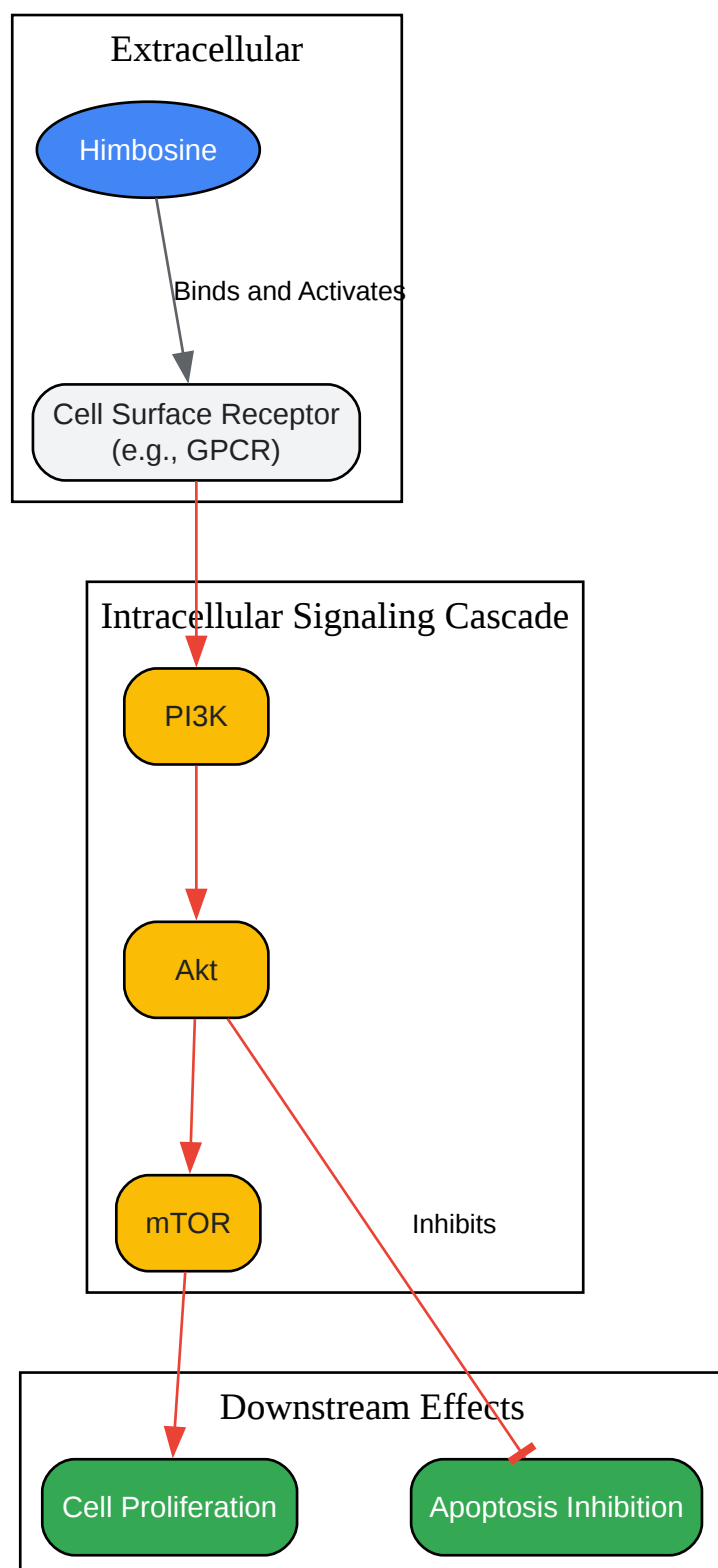 Extracellular
Himbosine
Binds and Activates
Cell Surface Receptor
(e.g., GPCR)
Intracellular Signaling Cascade
PI3K
Akt
mTOR
Inhibits
Downstream Effects
Cell Proliferation
Apoptosis Inhibition